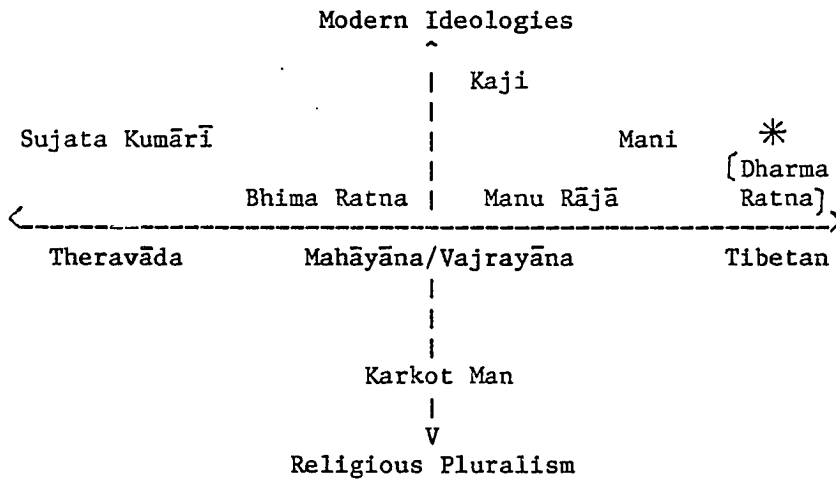 Modern Ideologies
Kaji
Sujata Kumārī Mani *
[Dharma
Bhima Ratna Manu Rājā Ratna]
Theravāda Mahāyāna/Vajrayāna Tibetan
Karkot Man
Religious Pluralism